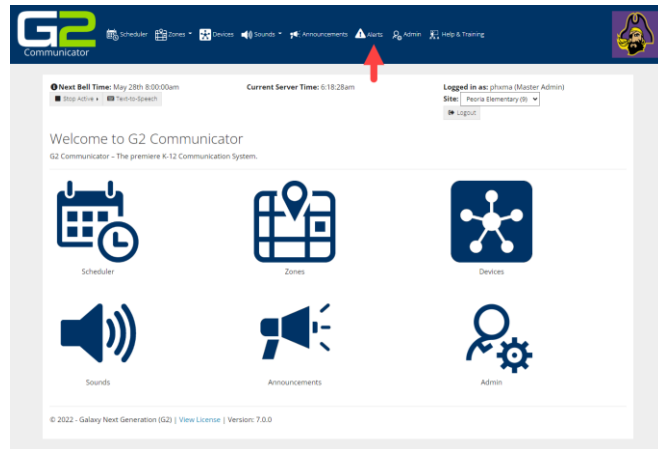 G2
Communicator
Scheduler Zones Devices Sounds Announcements Alerts Admin Help & Training
Next Bell Time: May 28th 8:00:00am Current Server Time: 6:18:28am Logged in as: phxma (Master Admin)
Stop Active Text-to-Speech Site: Peoria Elementary (9)
Logout
Welcome to G2 Communicator
G2 Communicator – The premiere K-12 Communication System.
Scheduler Zones Devices
Sounds Announcements Admin
© 2022 - Galaxy Next Generation (G2) | View License | Version: 7.0.0